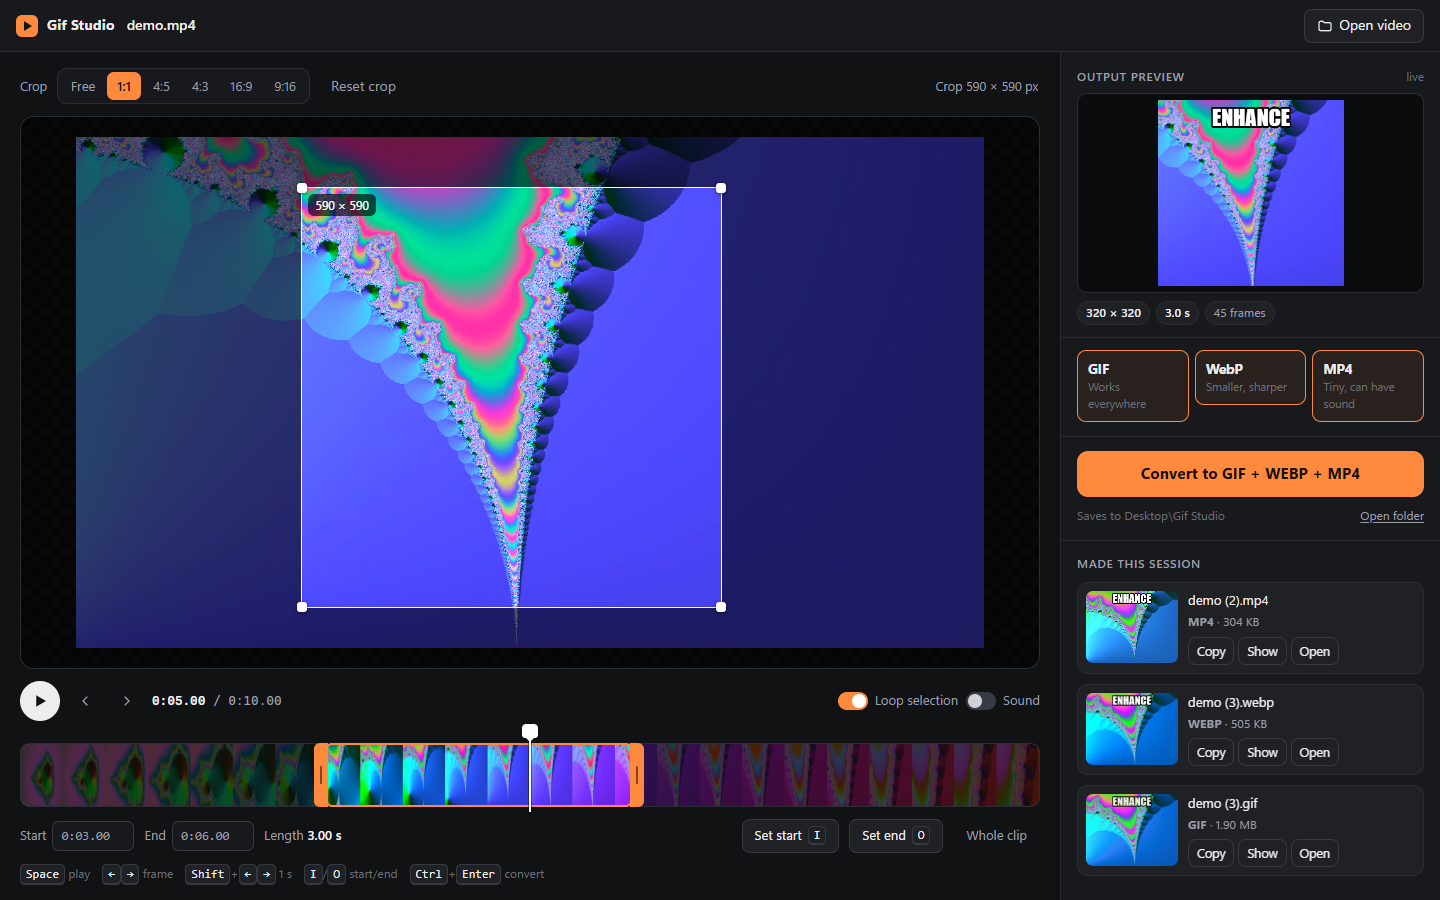 Gif Studio demo.mp4
Open video
Crop Free 1:1 4:5 4:3 16:9 9:16 Reset crop
Crop 590 × 590 px
590 × 590
0:05.00 / 0:10.00
Loop selection Sound
Start 0:03.00 End 0:06.00 Length 3.00 s
Set start I Set end O Whole clip
Space play ← → frame Shift + ← → 1 s I / O start/end Ctrl + Enter convert
OUTPUT PREVIEW live
ENHANCE
320 × 320 3.0 s 45 frames
GIF
Works
everywhere
WebP
Smaller, sharper
MP4
Tiny, can have
sound
Convert to GIF + WEBP + MP4
Saves to Desktop\Gif Studio Open folder
MADE THIS SESSION
ENHANCE
demo (2).mp4
MP4 · 304 KB
Copy Show Open
ENHANCE
demo (3).webp
WEBP · 505 KB
Copy Show Open
ENHANCE
demo (3).gif
GIF · 1.90 MB
Copy Show Open